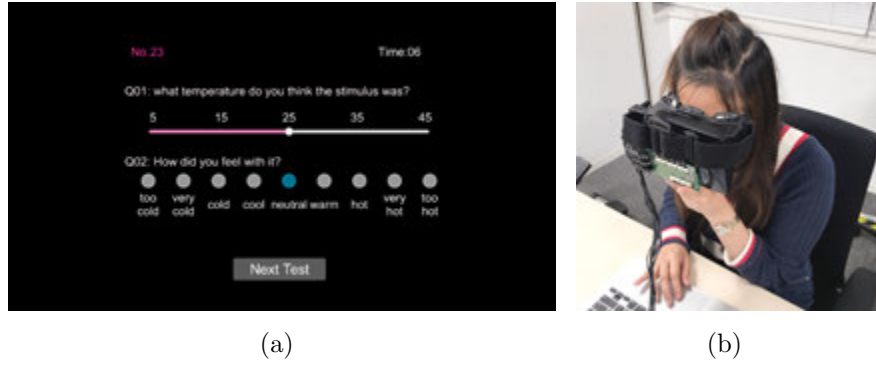 No.23
Time:06
Q01: what temperature do you think the stimulus was?
5 15 25 35 45
Q02: How did you feel with it?
too cold very cold cold cool neutral warm hot very hot too hot
Next Test
(a)
(b)